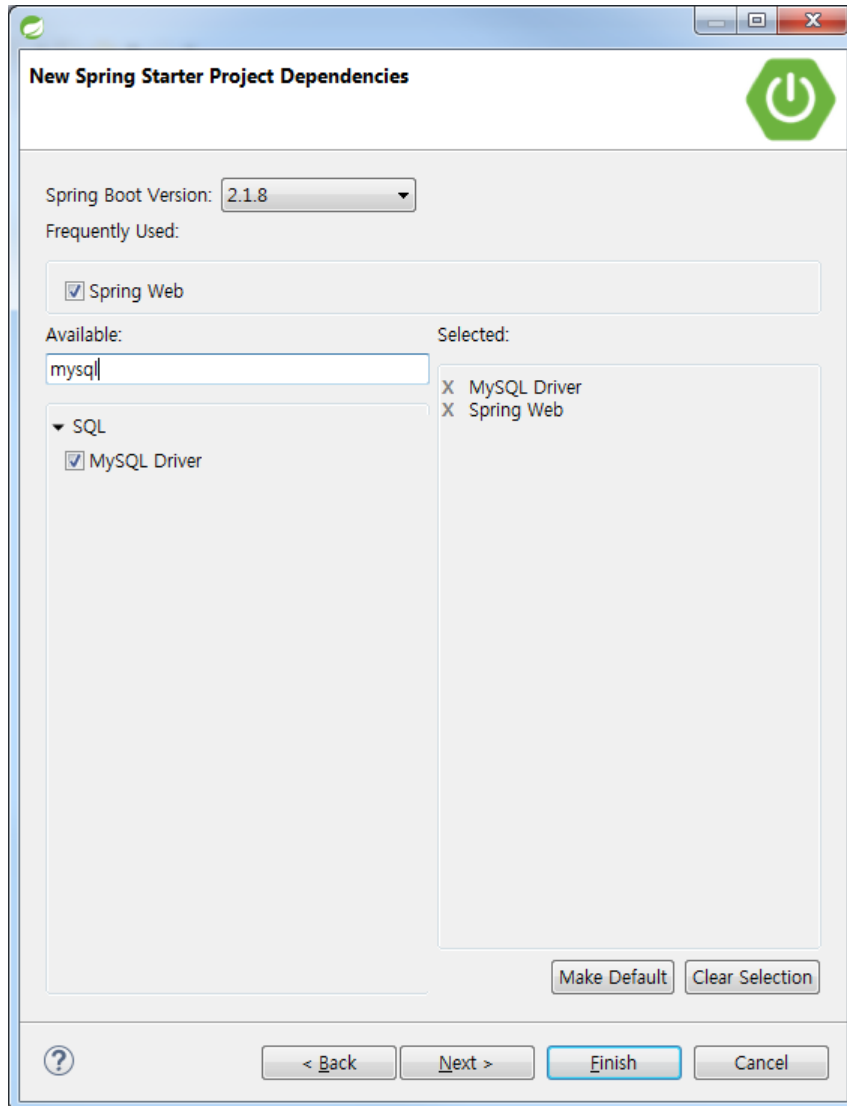 New Spring Starter Project Dependencies
Spring Boot Version: 2.1.8
Frequently Used:
Spring Web
Available:
Selected:
mysql
X MySQL Driver
X Spring Web
SQL
MySQL Driver
Make Default
Clear Selection
?
< Back
Next >
Finish
Cancel